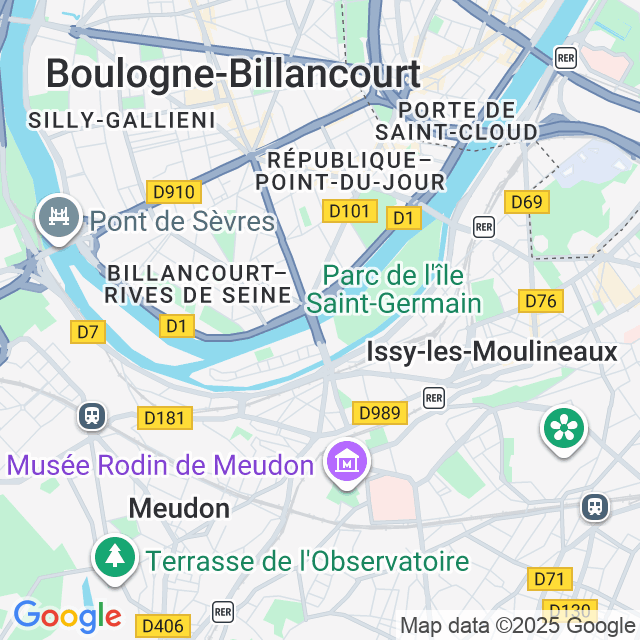 RER
Boulogne-Billancourt
SILLY-GALLIENI
PORTE DE
SAINT-CLOUD
RÉPUBLIQUE–
POINT-DU-JOUR
D910
D69
D101
D1
Pont de Sèvres
RER
BILLANCOURT–
RIVES DE SEINE
Parc de l'île
Saint-Germain
D76
D7
D1
Issy-les-Moulineaux
RER
D181
D989
Musée Rodin de Meudon
M
Meudon
Terrasse de l'Observatoire
D71
Google
D406
RER
D130
Map data ©2025 Google